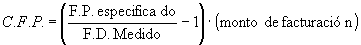 C.F.P. = (F.P. especifica do / F.D. Medido − 1) · (monto de facturació n)